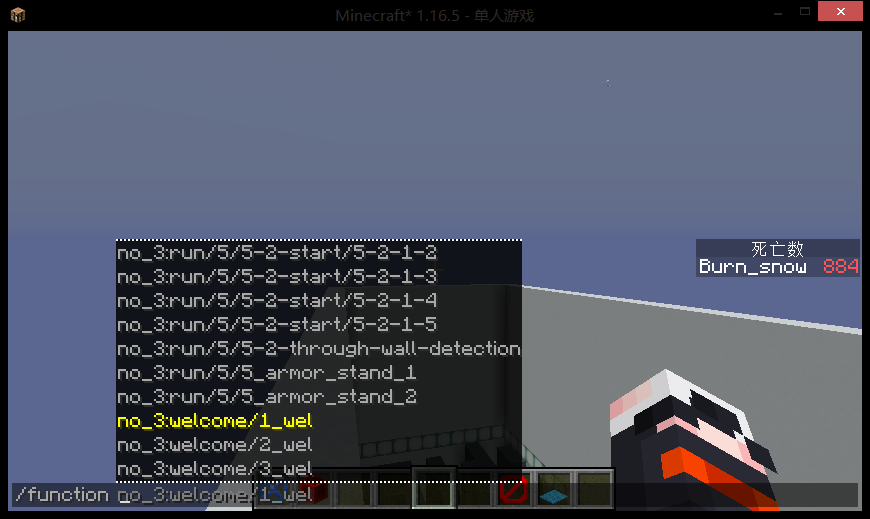 Minecraft* 1.16.5 - 单人游戏
no_3:run/5/5-2-start/5-2-1-2
no_3:run/5/5-2-start/5-2-1-3
no_3:run/5/5-2-start/5-2-1-4
no_3:run/5/5-2-start/5-2-1-5
no_3:run/5/5-2-through-wall-detection
no_3:run/5/5_armor_stand_1
no_3:run/5/5_armor_stand_2
no_3:welcome/1_wel
no_3:welcome/2_wel
no_3:welcome/3_wel
死亡数
Burn_snow 884
/function no_3:welcome/1_wel